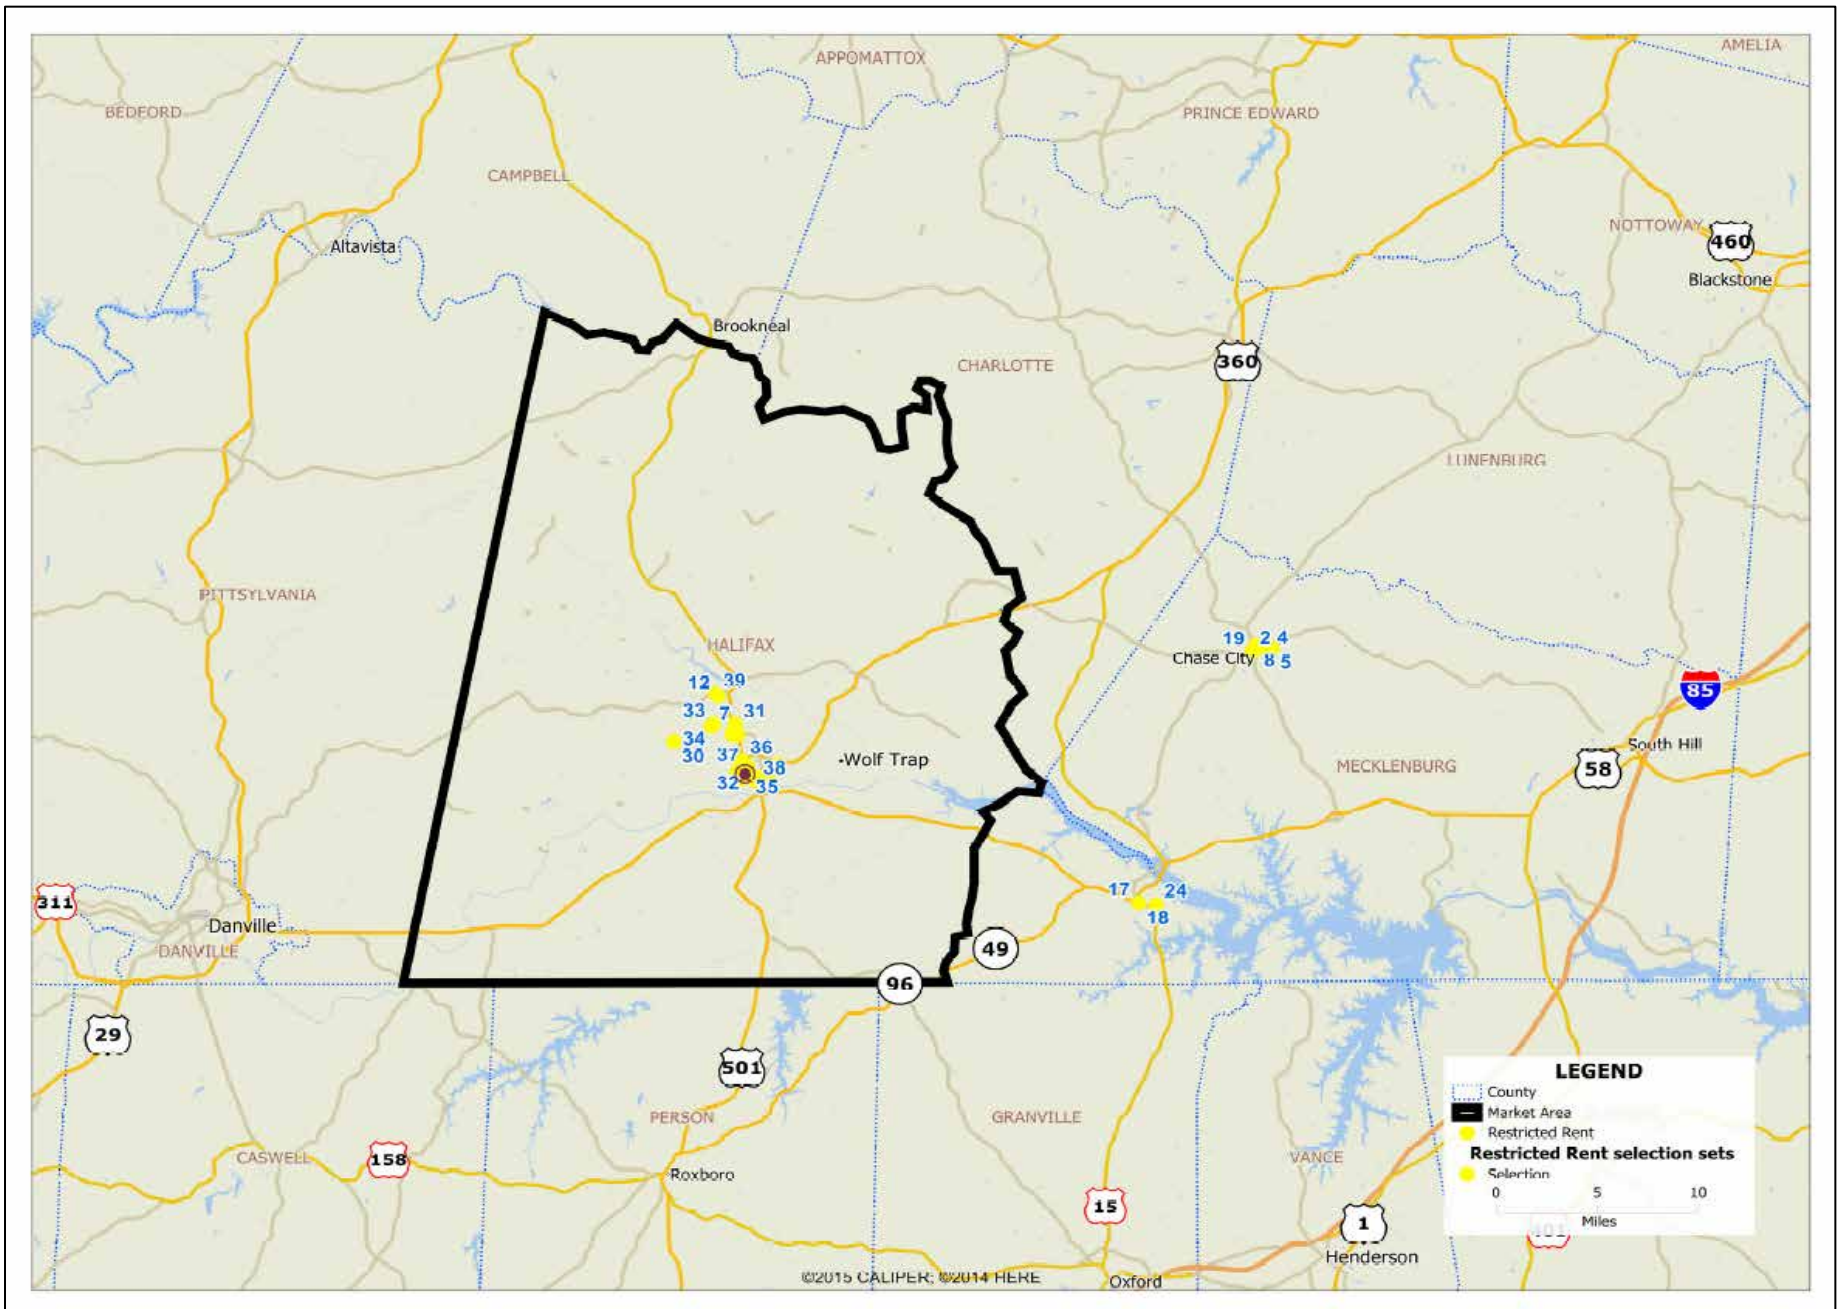 AMELIA
APPOMATTOX
BEDFORD
PRINCE EDWARD
CAMPBELL
NOTTOWAY
460
Altavista
Blackstone
Brookneal
CHARLOTTE
360
LUNENBURG
PITTSYLVANIA
HALIFAX
19 2 4
Chase City 8 5
12 39
85
33 7 31
34
30 37 36
South Hill
Wolf Trap
38
MECKLENBURG
58
32 35
17 24
18
311
Danville
DANVILLE
49
96
29
501
LEGEND
County
Market Area
Restricted Rent
Restricted Rent selection sets
Selection
0 5 10
Miles
PERSON
GRANVILLE
CASWELL
158
VANCE
Roxboro
15
1
401
Henderson
©2015 CALIPER; ©2014 HERE
Oxford